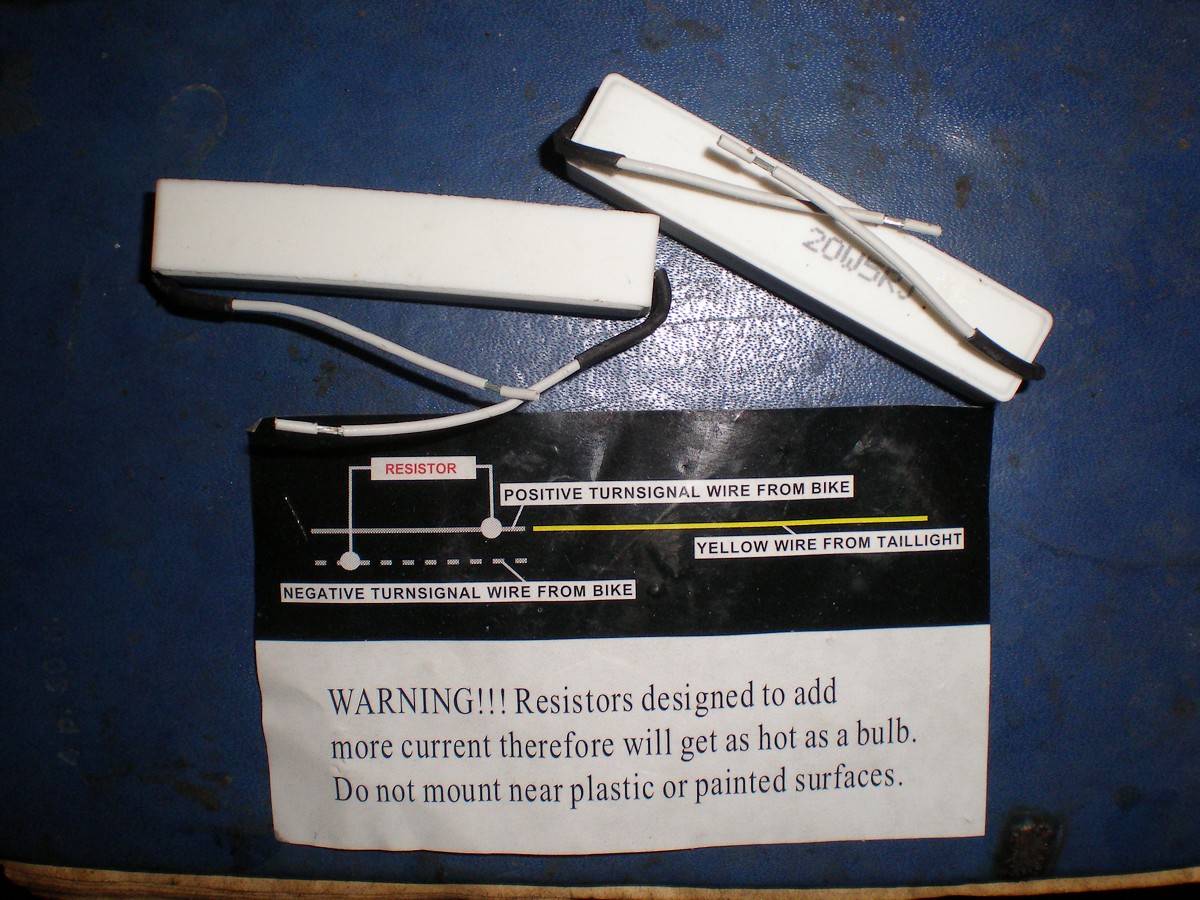 20W5RJ
RESISTOR
POSITIVE TURNSIGNAL WIRE FROM BIKE
YELLOW WIRE FROM TAILLIGHT
NEGATIVE TURNSIGNAL WIRE FROM BIKE
WARNING!!! Resistors designed to add
more current therefore will get as hot as a bulb.
Do not mount near plastic or painted surfaces.